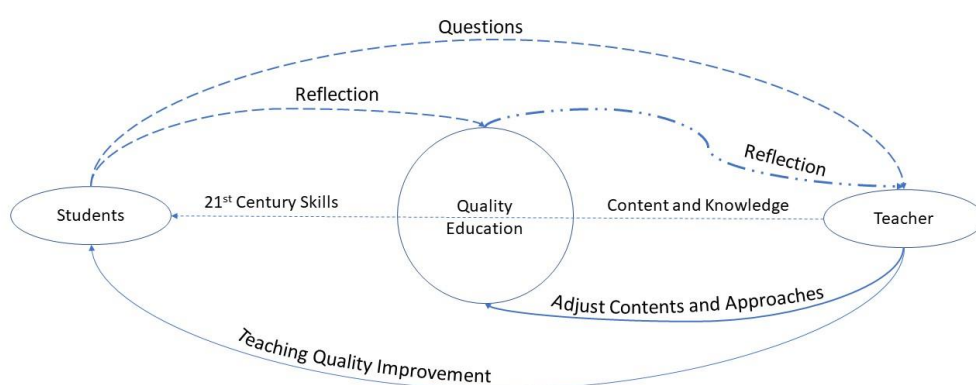 Questions
Reflection
Reflection
21st Century Skills
Content and Knowledge
Students
Quality
Education
Teacher
Adjust Contents and Approaches
Teaching Quality Improvement